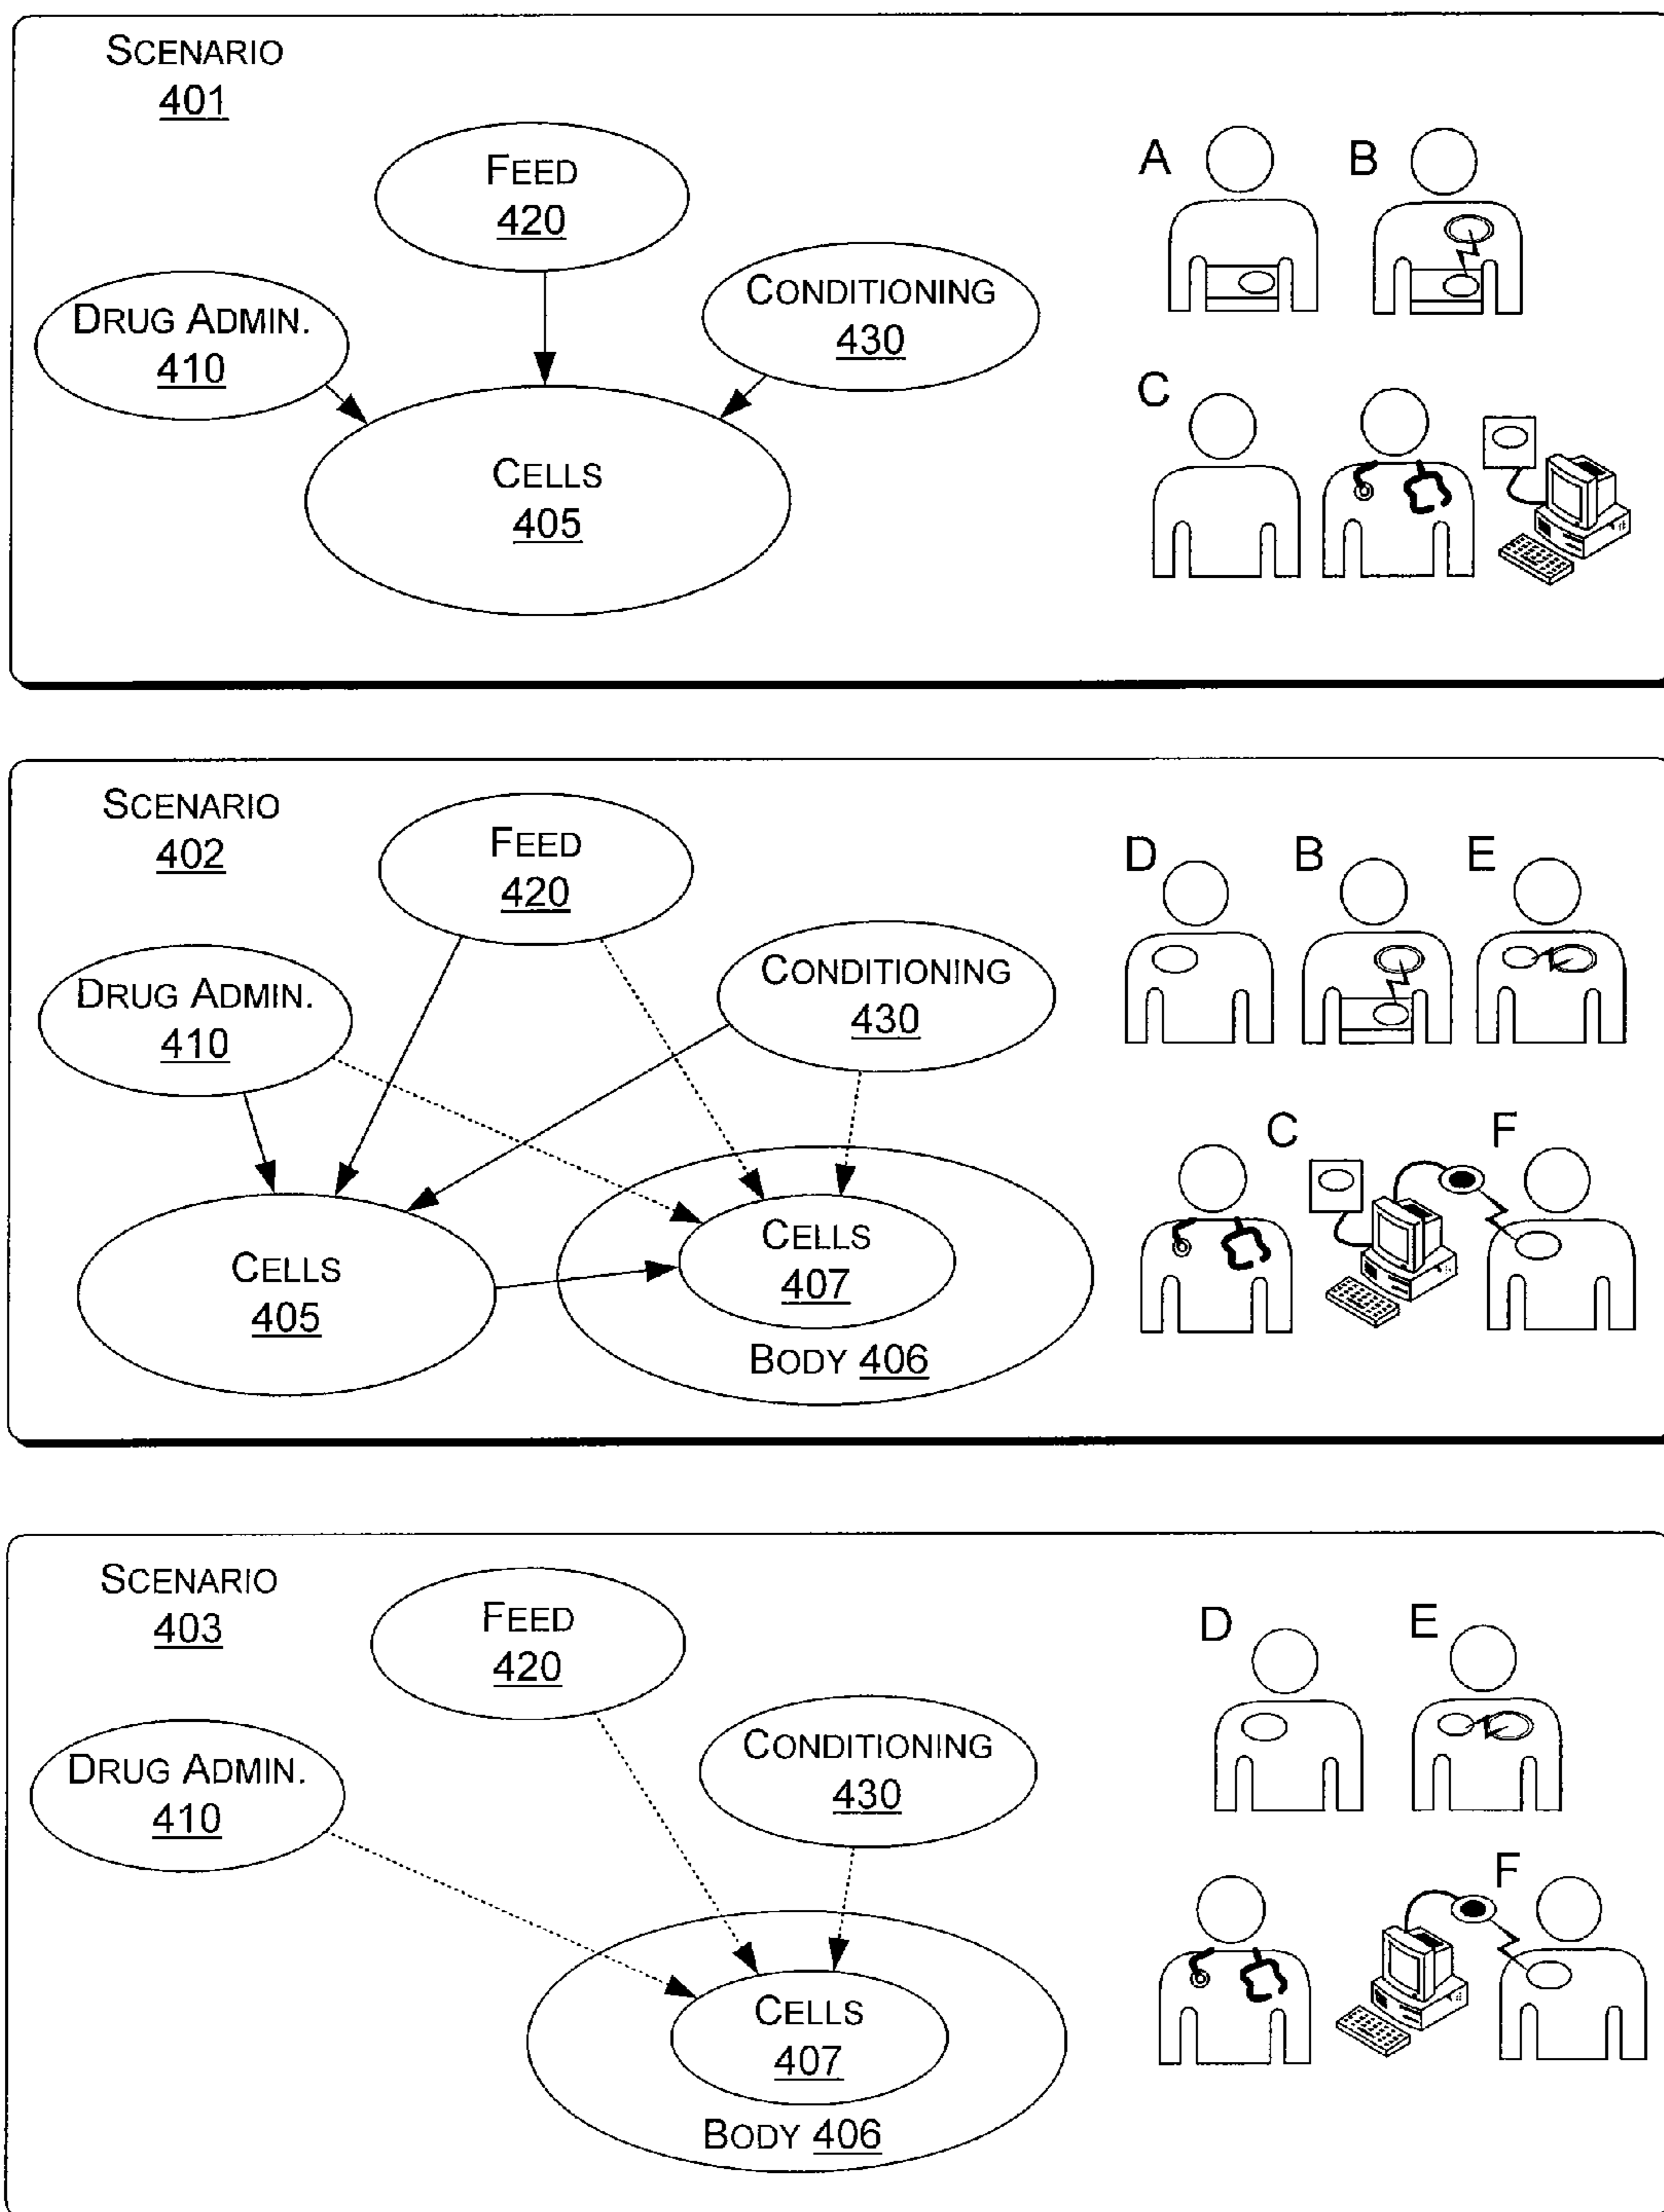 SCENARIO
401
FEED
420
DRUG ADMIN.
410
CONDITIONING
430
CELLS
405
A
B
C
SCENARIO
402
FEED
420
DRUG ADMIN.
410
CONDITIONING
430
CELLS
405
CELLS
407
BODY 406
D
B
E
C
F
SCENARIO
403
FEED
420
DRUG ADMIN.
410
CONDITIONING
430
CELLS
407
BODY 406
D
E
F